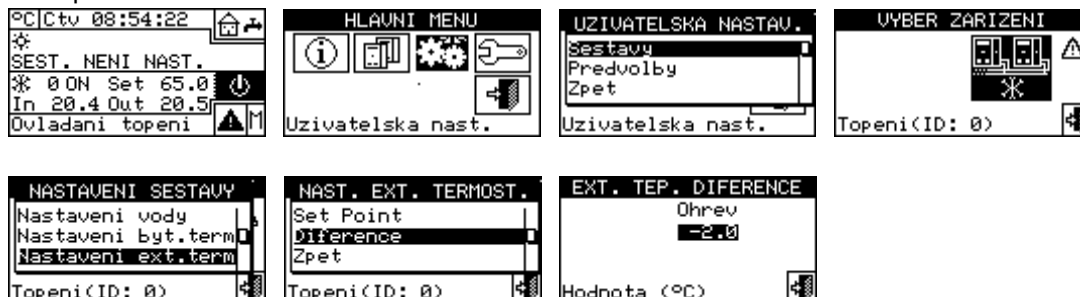 °C Ctv 08:54:22
SEST. NENI NAST.
0 ON Set 65.0
In 20.4 Out 20.5
Ovladani topeni M
HLAVNI MENU
Uzivatelska nast.
UZIVATELSKA NASTAV.
Sestavy
Predvolby
Zpet
Uzivatelska nast.
VYBER ZARIZENI
Topeni(ID: 0)
NASTAVENI SESTAVY
Nastaveni vody
Nastaveni byt.term
Nastaveni ext.term
Topeni(ID: 0)
NAST. EXT. TERMOST.
Set Point
Diference
Zpet
Topeni(ID: 0)
EXT. TEP. DIFERENCE
Ohrev
-2.0
Hodnota (°C)